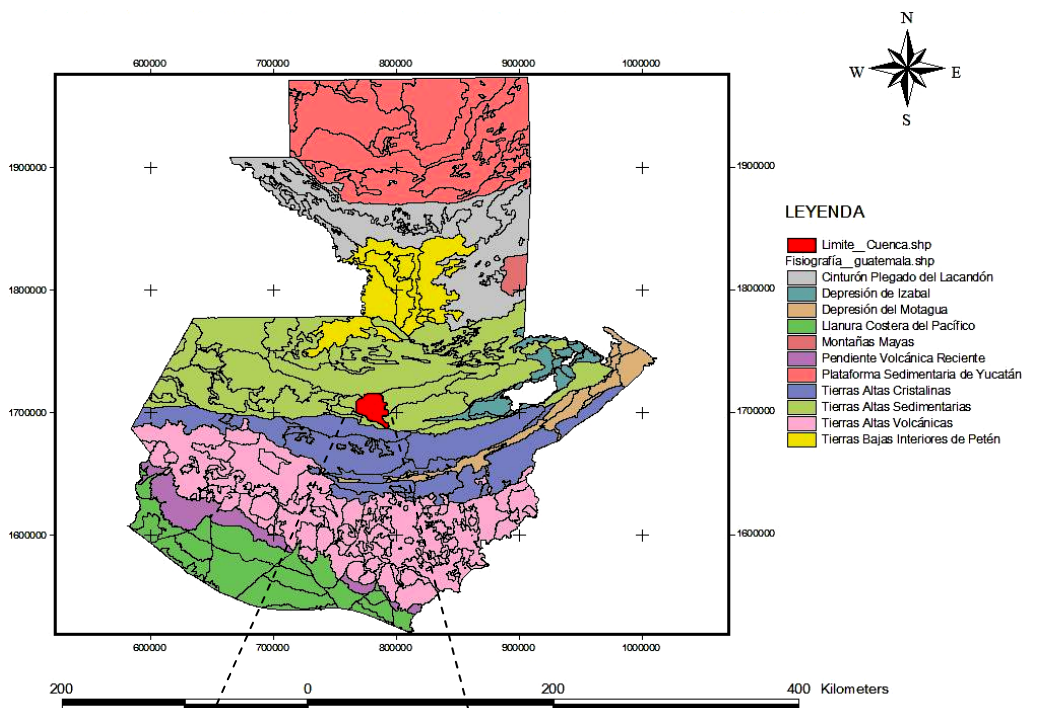 N
W E
S
600000 700000 800000 900000 1000000
1900000 1900000
1800000 1800000
1700000 1700000
1600000 1600000
600000 700000 800000 900000 1000000
LEYENDA
Limite__Cuenca.shp
Fisiografía__guatemala.shp
Cinturón Plegado del Lacandón
Depresión de Izabal
Depresión del Motagua
Llanura Costera del Pacífico
Montañas Mayas
Pendiente Volcánica Reciente
Plataforma Sedimentaria de Yucatán
Tierras Altas Cristalinas
Tierras Altas Sedimentarias
Tierras Altas Volcánicas
Tierras Bajas Interiores de Petén
200 0 200 400 Kilometers